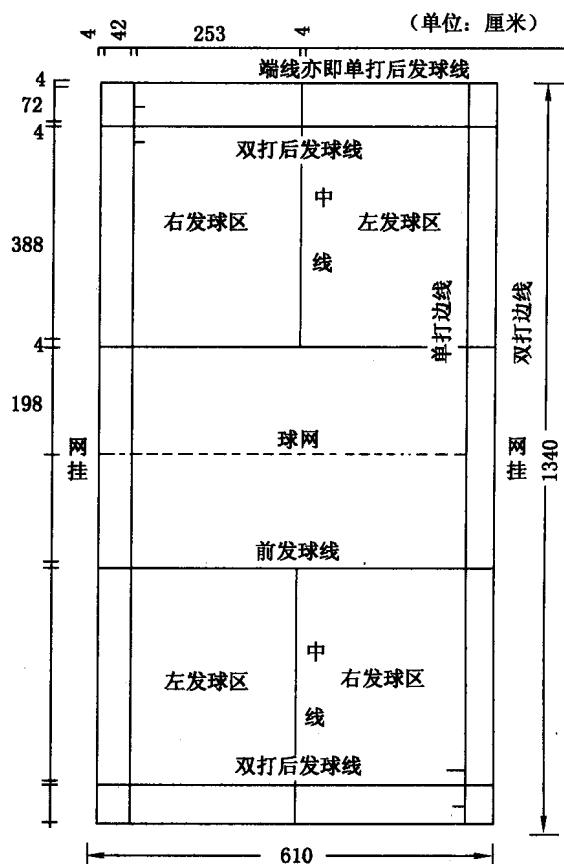 （单位：厘米）
4 42 253 4
端线亦即单打后发球线
4
72
4
双打后发球线
中
线
右发球区 左发球区
388
单打边线
双打边线
4
198
球网
网挂
网挂
1340
前发球线
中
线
左发球区 右发球区
双打后发球线
610